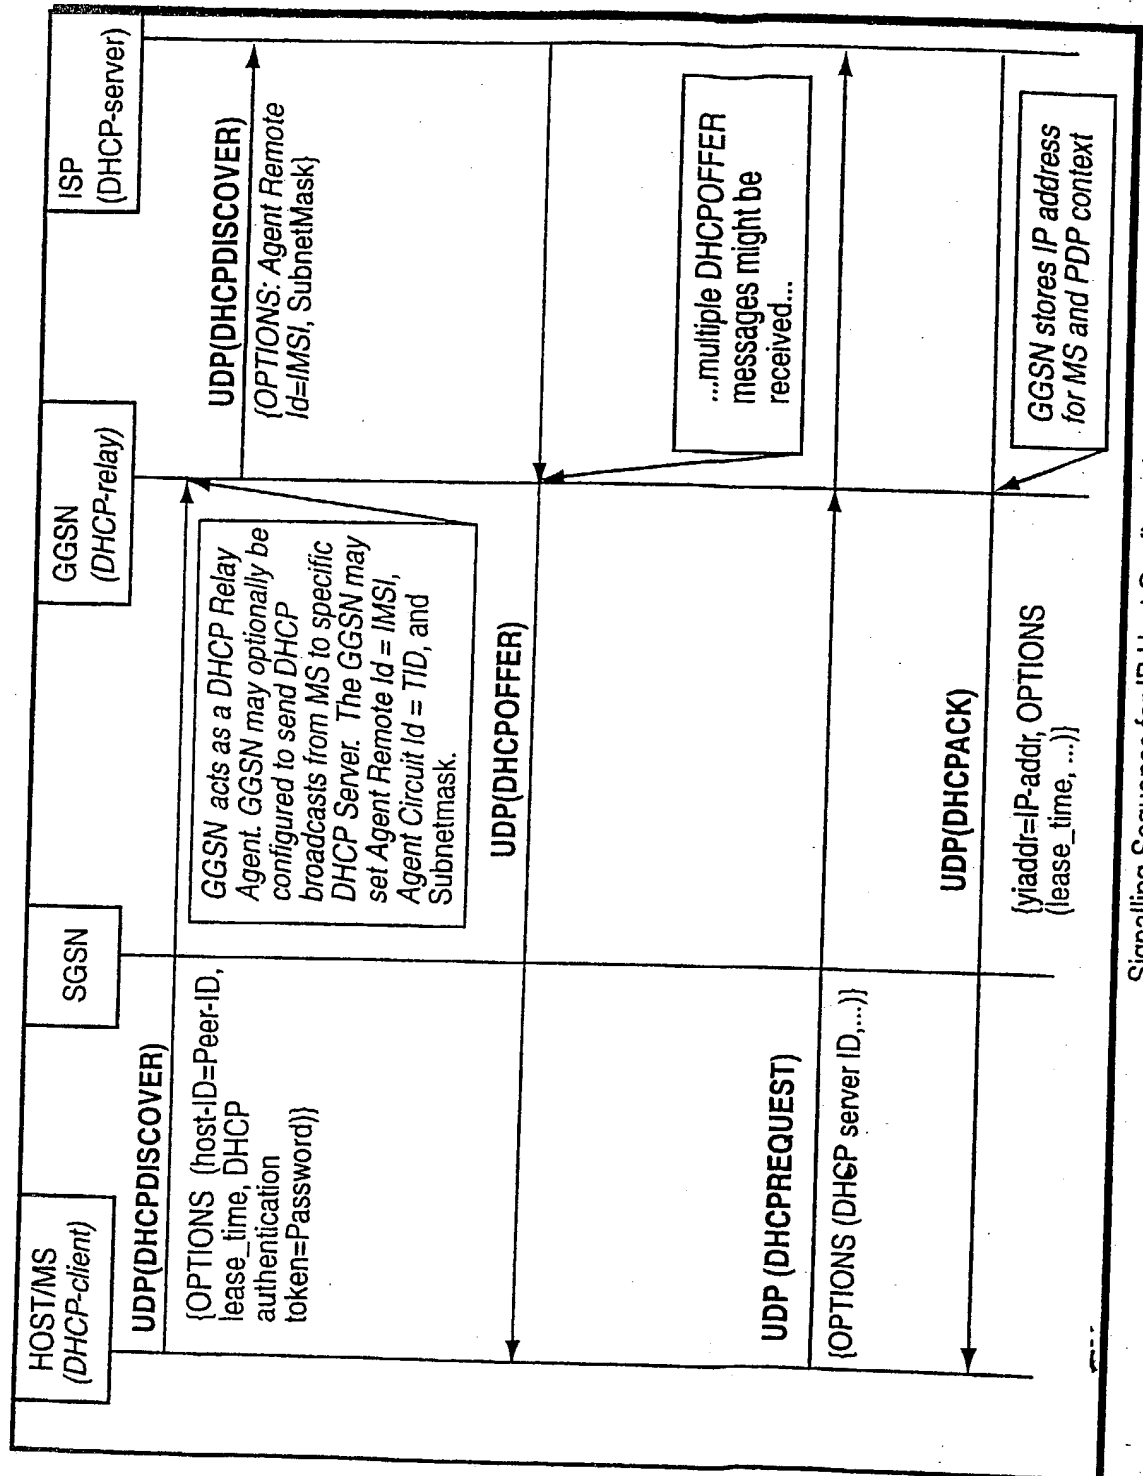 HOST/MS
(DHCP-client)
SGSN
GGSN
(DHCP-relay)
ISP
(DHCP-server)
UDP(DHCPDISCOVER)
{OPTIONS (host-ID=Peer-ID,
lease_time, DHCP
authentication
token=Password)}
UDP(DHCPDISCOVER)
{OPTIONS: Agent Remote
Id=IMSI, SubnetMask}
GGSN acts as a DHCP Relay
Agent. GGSN may optionally be
configured to send DHCP
broadcasts from MS to specific
DHCP Server. The GGSN may
set Agent Remote Id = IMSI,
Agent Circuit Id = TID, and
Subnetmask.
UDP(DHCPOFFER)
...multiple DHCPOFFER
messages might be
received...
UDP (DHCPREQUEST)
{OPTIONS (DHCP server ID,...)}
UDP(DHCPACK)
{yiaddr=IP-addr, OPTIONS
(lease_time, ...)}
GGSN stores IP address
for MS and PDP context
Signalling Sequence for IP Host